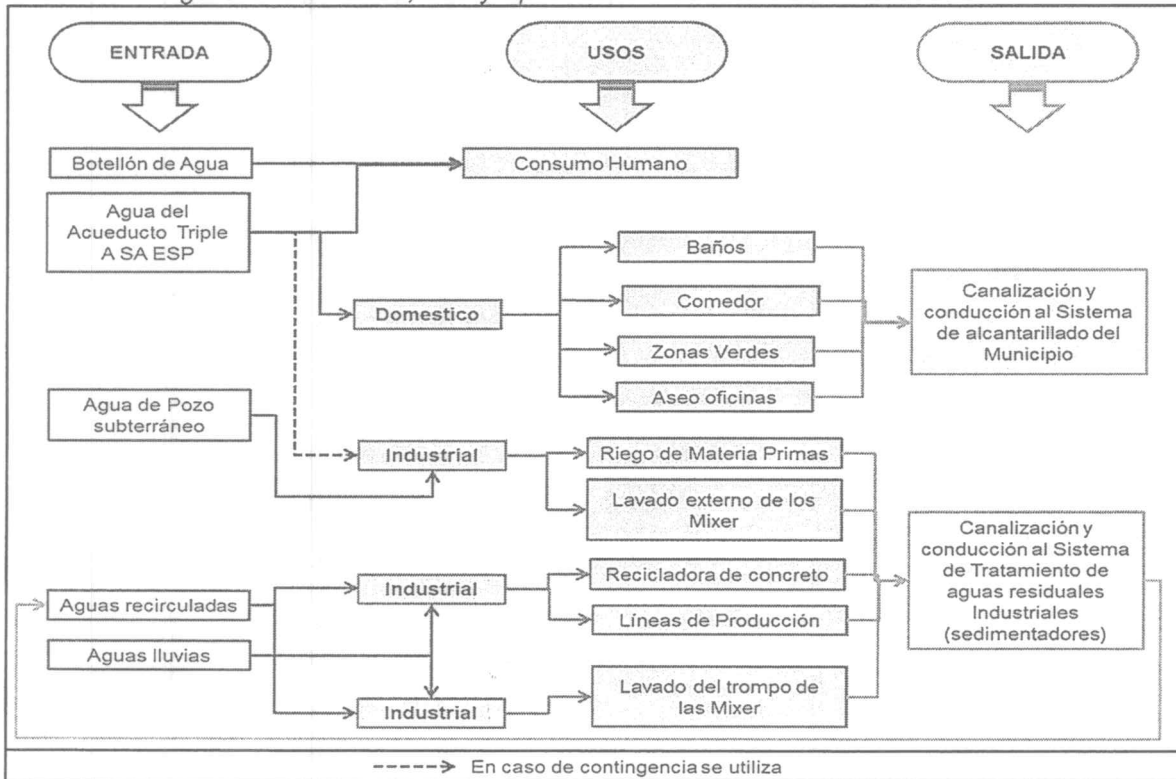 ENTRADA
USOS
SALIDA
Botellón de Agua
Consumo Humano
Agua del
Acueducto Triple
A SA ESP
Baños
Comedor
Domestico
Zonas Verdes
Aseo oficinas
Canalización y
conducción al Sistema
de alcantarillado del
Municipio
Agua de Pozo
subterráneo
Industrial
Riego de Materia Primas
Lavado externo de los
Mixer
Aguas recirculadas
Industrial
Recicladora de concreto
Líneas de Producción
Aguas lluvias
Industrial
Lavado del trompo de
las Mixer
Canalización y
conducción al Sistema
de Tratamiento de
aguas residuales
Industriales
(sedimentadores)
En caso de contingencia se utiliza